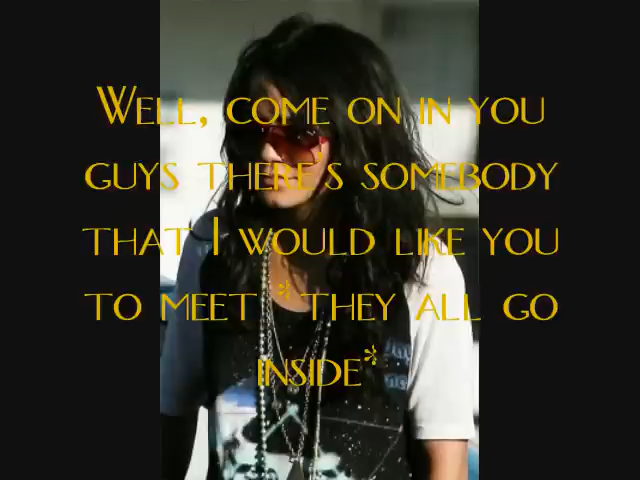 Well, come on in you
guys there's somebody
that I would like you
to meet *they all go
inside*